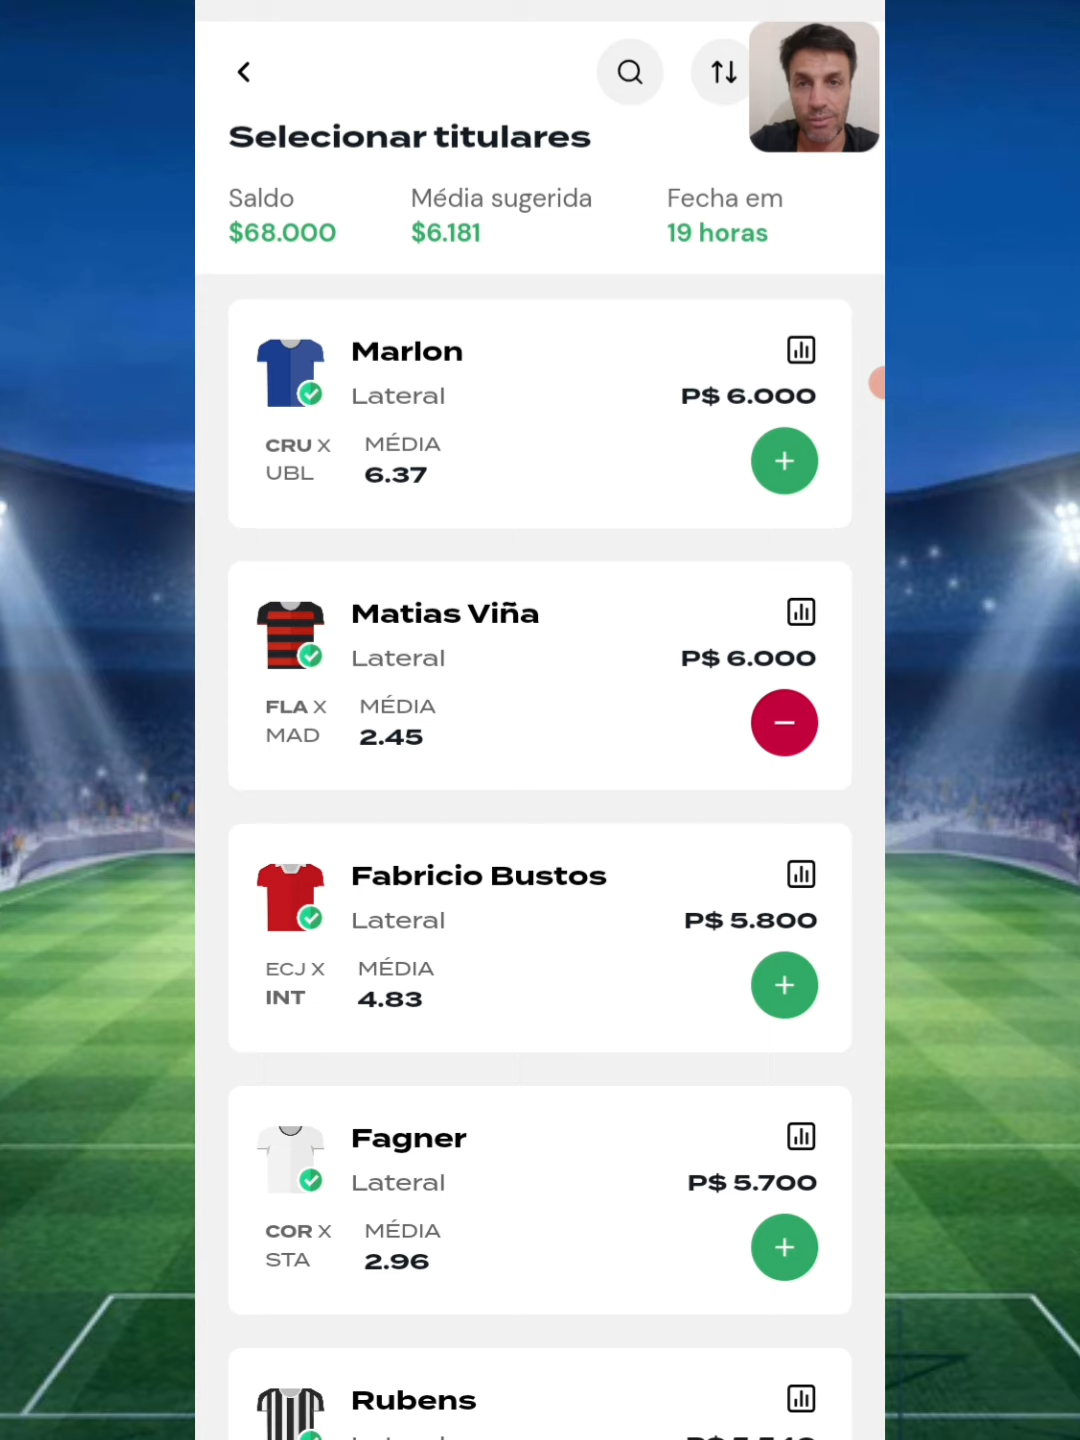 Selecionar titulares
Saldo Média sugerida Fecha em
$68.000 $6.181 19 horas
Marlon
Lateral P$ 6.000
CRU X MÉDIA
UBL 6.37
Matias Viña
Lateral P$ 6.000
FLA X MÉDIA
MAD 2.45
Fabricio Bustos
Lateral P$ 5.800
ECJ X MÉDIA
INT 4.83
Fagner
Lateral P$ 5.700
COR X MÉDIA
STA 2.96
Rubens